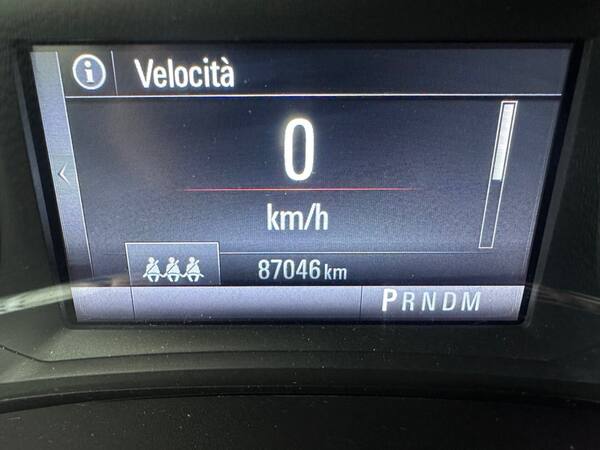 i Velocità
0
km/h
87046 km
PRNDM